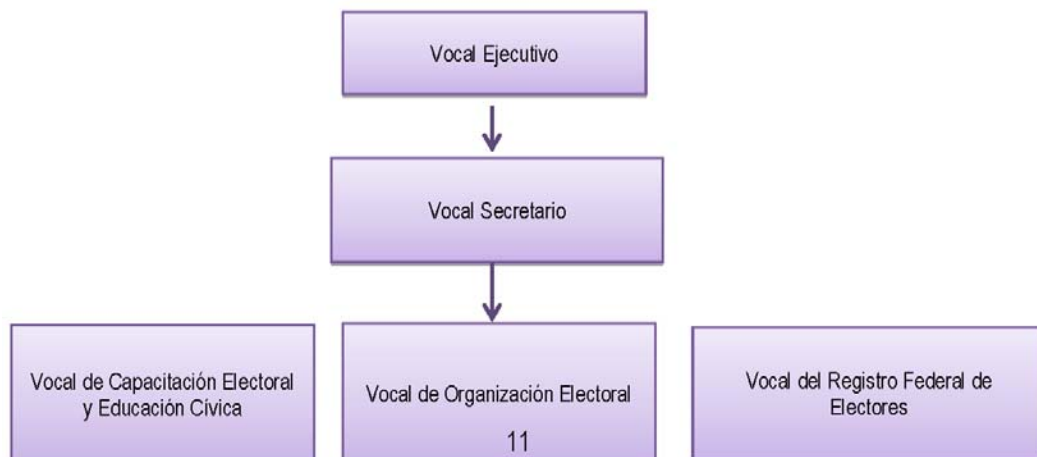 Vocal Ejecutivo
Vocal Secretario
Vocal de Capacitación Electoral
y Educación Cívica
Vocal de Organización Electoral
Vocal del Registro Federal de
Electores
11